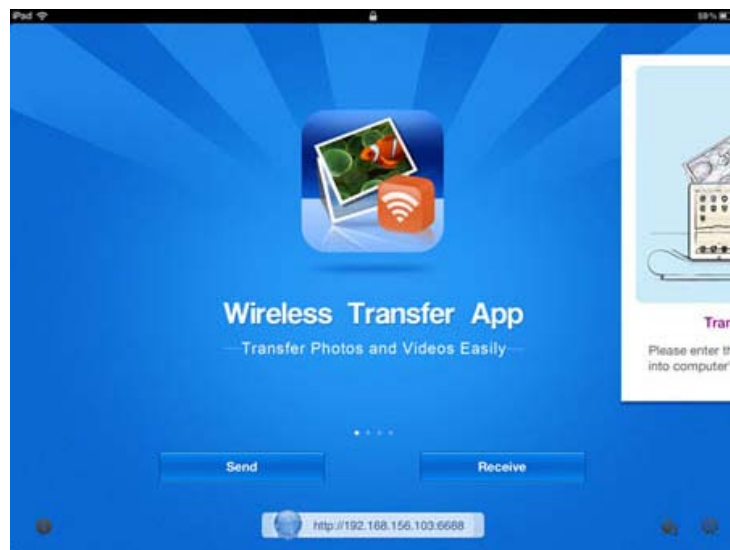 iPad
59%
Wireless Transfer App
Transfer Photos and Videos Easily
Tran
Please enter th
into computer'
Send
Receive
http://192.168.156.103:6688